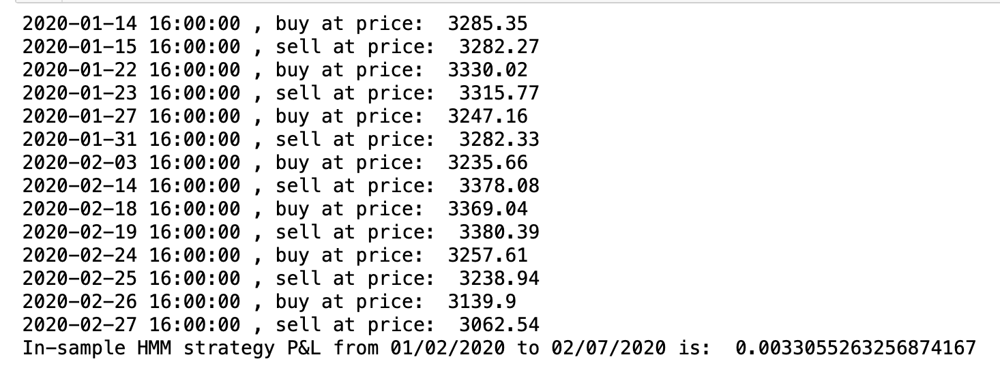 2020-01-14 16:00:00 , buy at price:  3285.35
2020-01-15 16:00:00 , sell at price:  3282.27
2020-01-22 16:00:00 , buy at price:  3330.02
2020-01-23 16:00:00 , sell at price:  3315.77
2020-01-27 16:00:00 , buy at price:  3247.16
2020-01-31 16:00:00 , sell at price:  3282.33
2020-02-03 16:00:00 , buy at price:  3235.66
2020-02-14 16:00:00 , sell at price:  3378.08
2020-02-18 16:00:00 , buy at price:  3369.04
2020-02-19 16:00:00 , sell at price:  3380.39
2020-02-24 16:00:00 , buy at price:  3257.61
2020-02-25 16:00:00 , sell at price:  3238.94
2020-02-26 16:00:00 , buy at price:  3139.9
2020-02-27 16:00:00 , sell at price:  3062.54
In-sample HMM strategy P&L from 01/02/2020 to 02/07/2020 is:  0.0033055263256874167